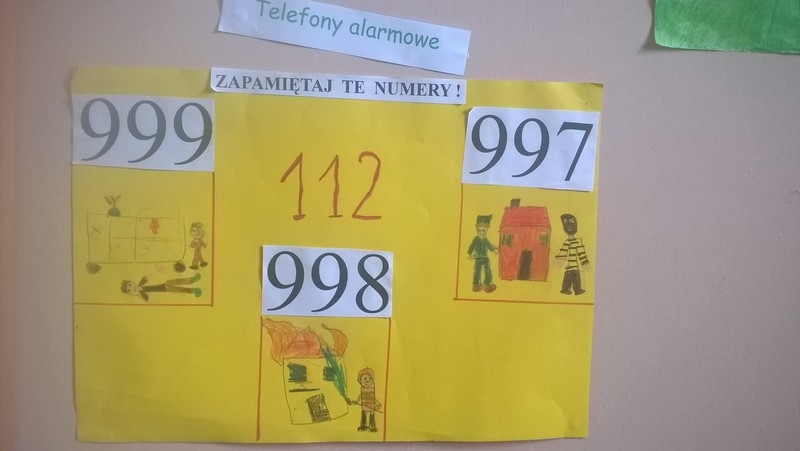 Telefony alarmowe
ZAPAMIĘTAJ TE NUMERY!
999
112
997
998